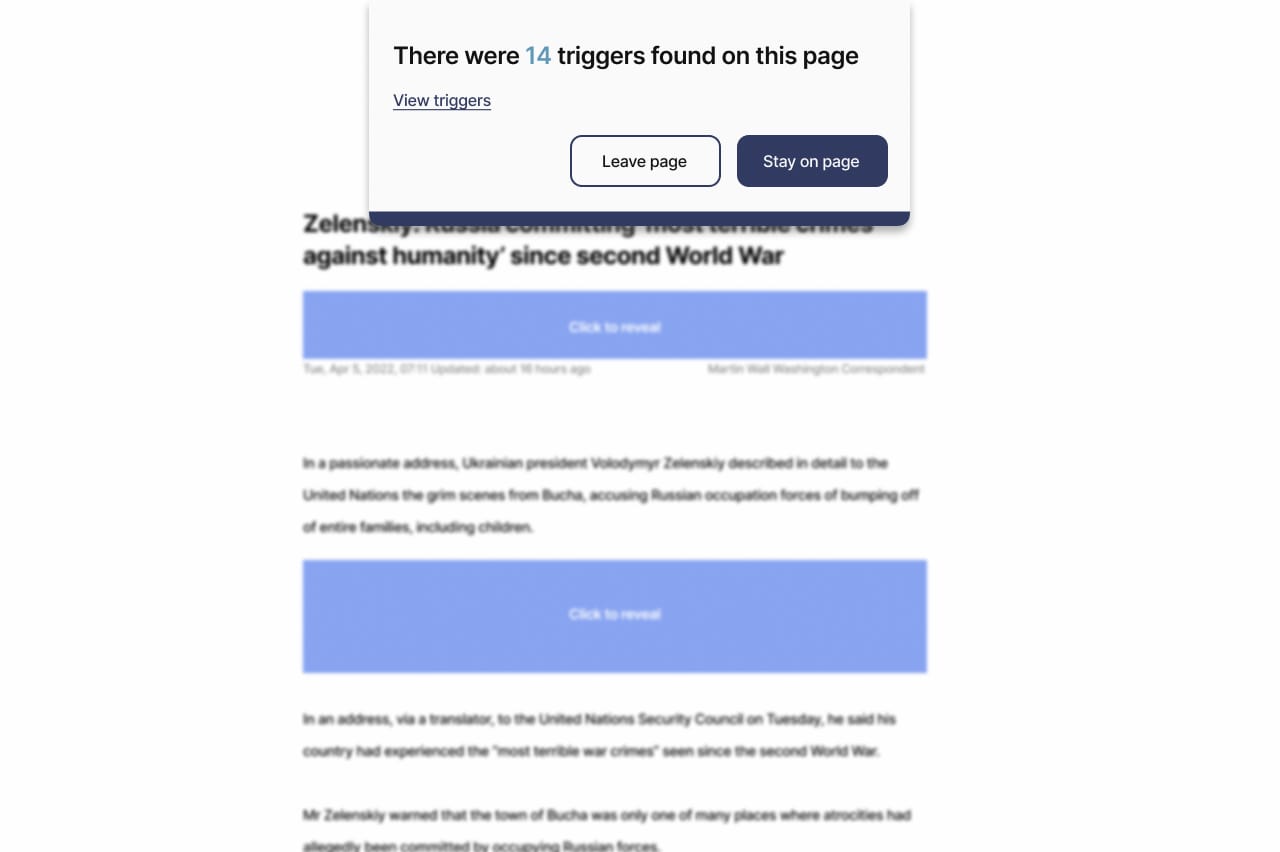 There were 14 triggers found on this page
View triggers
Leave page
Stay on page
Zelenskiy: Russia committing ‘most terrible crimes
against humanity’ since second World War
Click to reveal
Tue, Apr 5, 2022, 07:11 Updated: about 16 hours ago
Martin Wall Washington Correspondent
In a passionate address, Ukrainian president Volodymyr Zelenskiy described in detail to the
United Nations the grim scenes from Bucha, accusing Russian occupation forces of bumping off
of entire families, including children.
Click to reveal
In an address, via a translator, to the United Nations Security Council on Tuesday, he said his
country had experienced the “most terrible war crimes” seen since the second World War.
Mr Zelenskiy warned that the town of Bucha was only one of many places where atrocities had
allegedly been committed by occupying Russian forces.